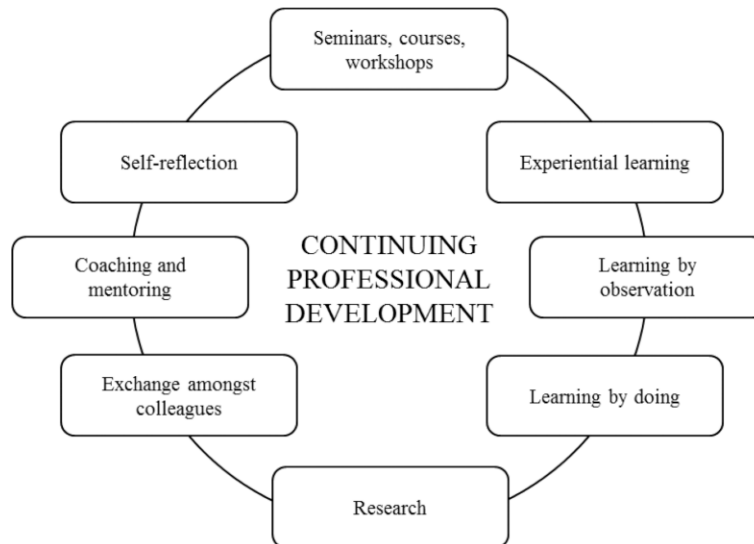 Seminars, courses,
workshops
Self-reflection
Experiential learning
CONTINUING
PROFESSIONAL
DEVELOPMENT
Coaching and
mentoring
Learning by
observation
Exchange amongst
colleagues
Learning by doing
Research